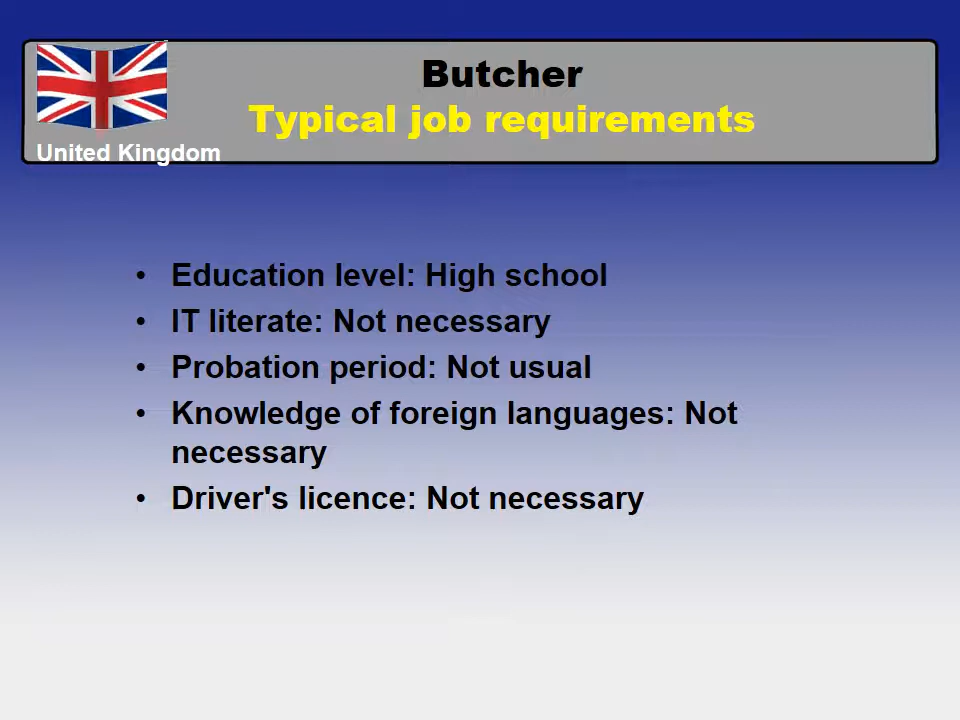 Butcher
Typical job requirements
United Kingdom
• Education level: High school
• IT literate: Not necessary
• Probation period: Not usual
• Knowledge of foreign languages: Not
necessary
• Driver's licence: Not necessary